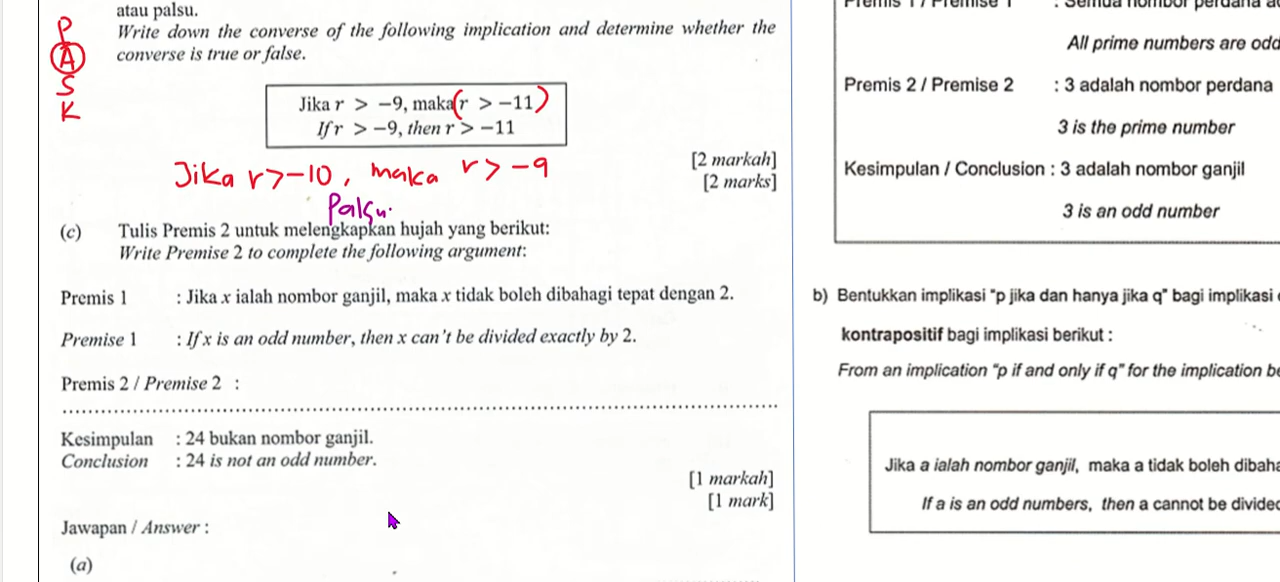 atau palsu.
Write down the converse of the following implication and determine whether the
converse is true or false.
P
A
S
K
Jika r > −9, maka (r > −11)
If r > −9, then r > −11
[2 markah]
[2 marks]
Jika r>−10, maka r> −9
Palsu.
(c) Tulis Premis 2 untuk melengkapkan hujah yang berikut:
Write Premise 2 to complete the following argument:
Premis 1 : Jika x ialah nombor ganjil, maka x tidak boleh dibahagi tepat dengan 2.
Premise 1 : If x is an odd number, then x can't be divided exactly by 2.
Premis 2 / Premise 2 :
Kesimpulan : 24 bukan nombor ganjil.
Conclusion : 24 is not an odd number.
[1 markah]
[1 mark]
Jawapan / Answer :
(a)
Premis 1 / Premise 1 : Semua nombor perdana
All prime numbers are odd
Premis 2 / Premise 2 : 3 adalah nombor perdana
3 is the prime number
Kesimpulan / Conclusion : 3 adalah nombor ganjil
3 is an odd number
b) Bentukkan implikasi "p jika dan hanya jika q" bagi implikasi
kontrapositif bagi implikasi berikut :
From an implication "p if and only if q" for the implication
Jika a ialah nombor ganjil, maka a tidak boleh
If a is an odd numbers, then a cannot be